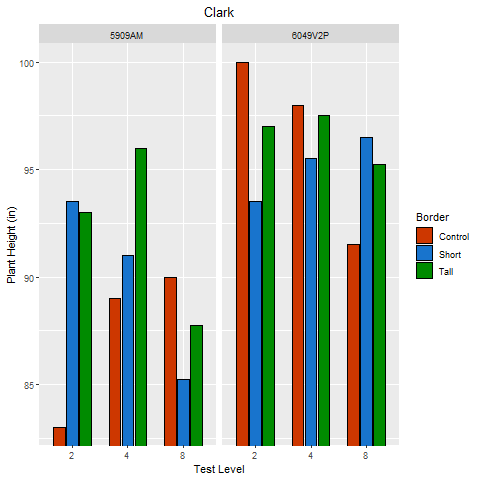 Clark
5909AM 6049V2P
100
95
90
85
Plant Height (in)
2 4 8 2 4 8
Test Level
Border
Control
Short
Tall